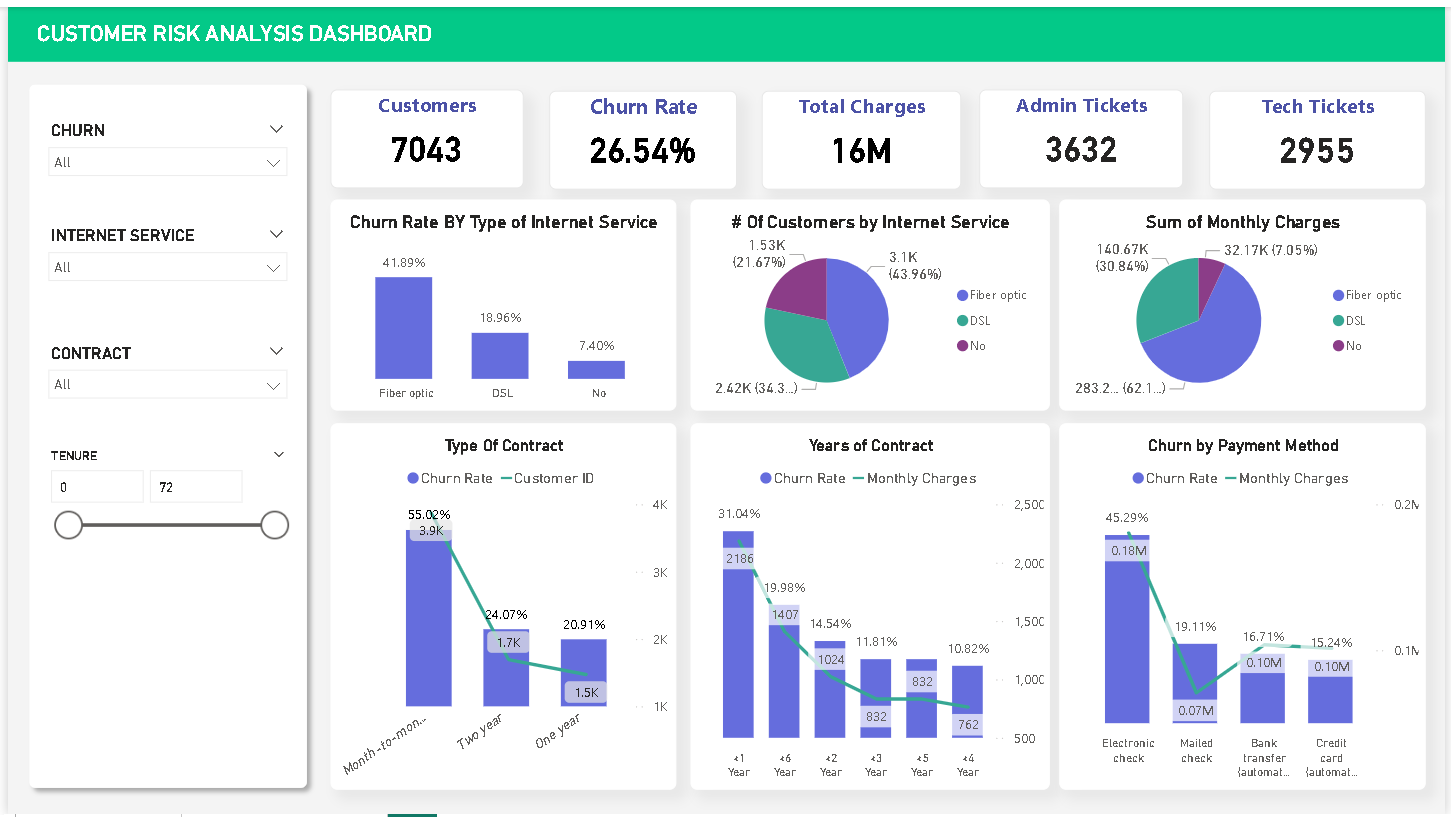 CUSTOMER RISK ANALYSIS DASHBOARD
CHURN
All
INTERNET SERVICE
All
CONTRACT
All
TENURE
0
72
Customers
7043
Churn Rate
26.54%
Total Charges
16M
Admin Tickets
3632
Tech Tickets
2955
Churn Rate BY Type of Internet Service
41.89%
18.96%
7.40%
Fiber optic
DSL
No
# Of Customers by Internet Service
1.53K
(21.67%)
3.1K
(43.96%)
2.42K (34.3...)
Fiber optic
DSL
No
Sum of Monthly Charges
140.67K
(30.84%)
32.17K (7.05%)
283.2... (62.1...)
Fiber optic
DSL
No
Type Of Contract
Churn Rate
Customer ID
55.02%
3.9K
24.07%
1.7K
20.91%
1.5K
4K
3K
2K
1K
Month-to-mon...
Two year
One year
Years of Contract
Churn Rate
Monthly Charges
31.04%
2186
19.98%
1407
14.54%
1024
11.81%
832
832
10.82%
762
2,500
2,000
1,500
1,000
500
<1
Year
<6
Year
<2
Year
<3
Year
<5
Year
<4
Year
Churn by Payment Method
Churn Rate
Monthly Charges
45.29%
0.18M
19.11%
0.07M
16.71%
0.10M
15.24%
0.10M
0.2M
0.1M
Electronic
check
Mailed
check
Bank
transfer
(automat...
Credit
card
(automat...